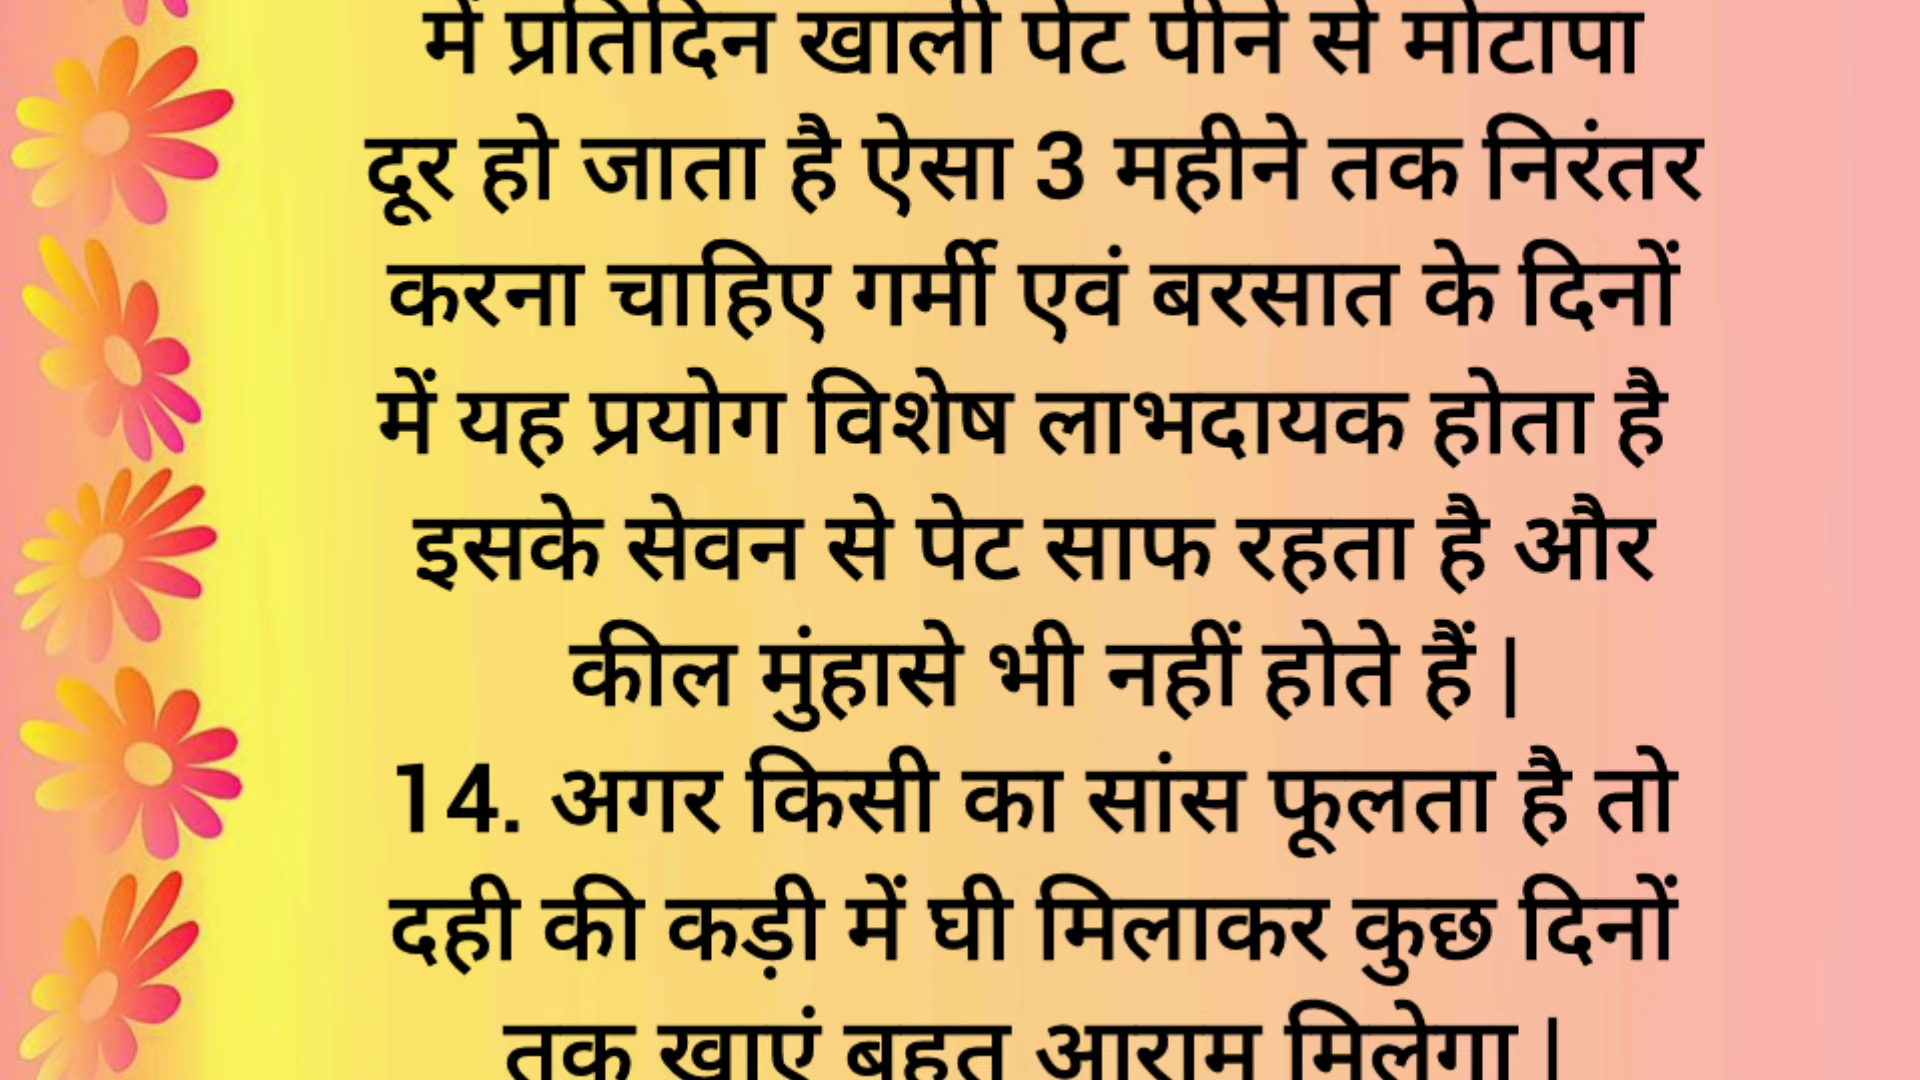 में प्रतिदिन खाली पेट पीने से मोटापा
दूर हो जाता है ऐसा 3 महीने तक निरंतर
करना चाहिए गर्मी एवं बरसात के दिनों
में यह प्रयोग विशेष लाभदायक होता है
इसके सेवन से पेट साफ रहता है और
कील मुंहासे भी नहीं होते हैं |
14. अगर किसी का सांस फूलता है तो
दही की कड़ी में घी मिलाकर कुछ दिनों
तक खाएं बहुत आराम मिलेगा |